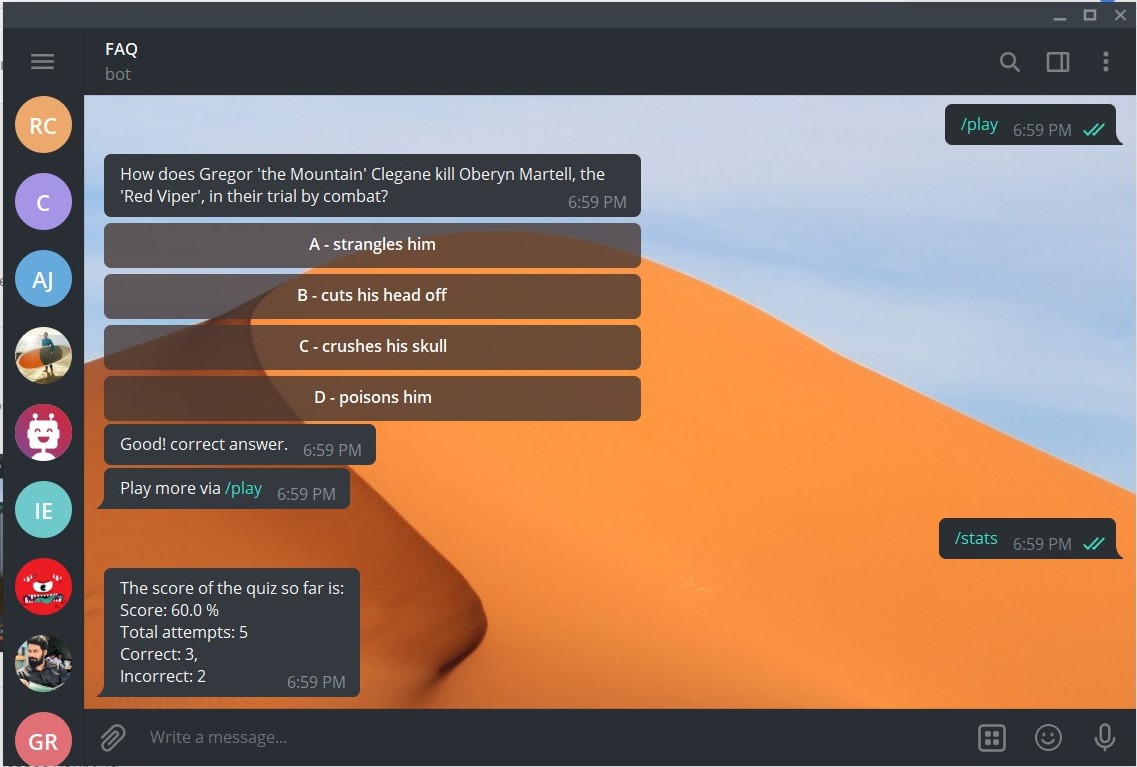 FAQ
bot
RC
C
AJ
IE
GR
/play 6:59 PM
How does Gregor 'the Mountain' Clegane kill Oberyn Martell, the
'Red Viper', in their trial by combat?
6:59 PM
A - strangles him
B - cuts his head off
C - crushes his skull
D - poisons him
Good! correct answer. 6:59 PM
Play more via /play 6:59 PM
/stats 6:59 PM
The score of the quiz so far is:
Score: 60.0 %
Total attempts: 5
Correct: 3,
Incorrect: 2 6:59 PM
Write a message...